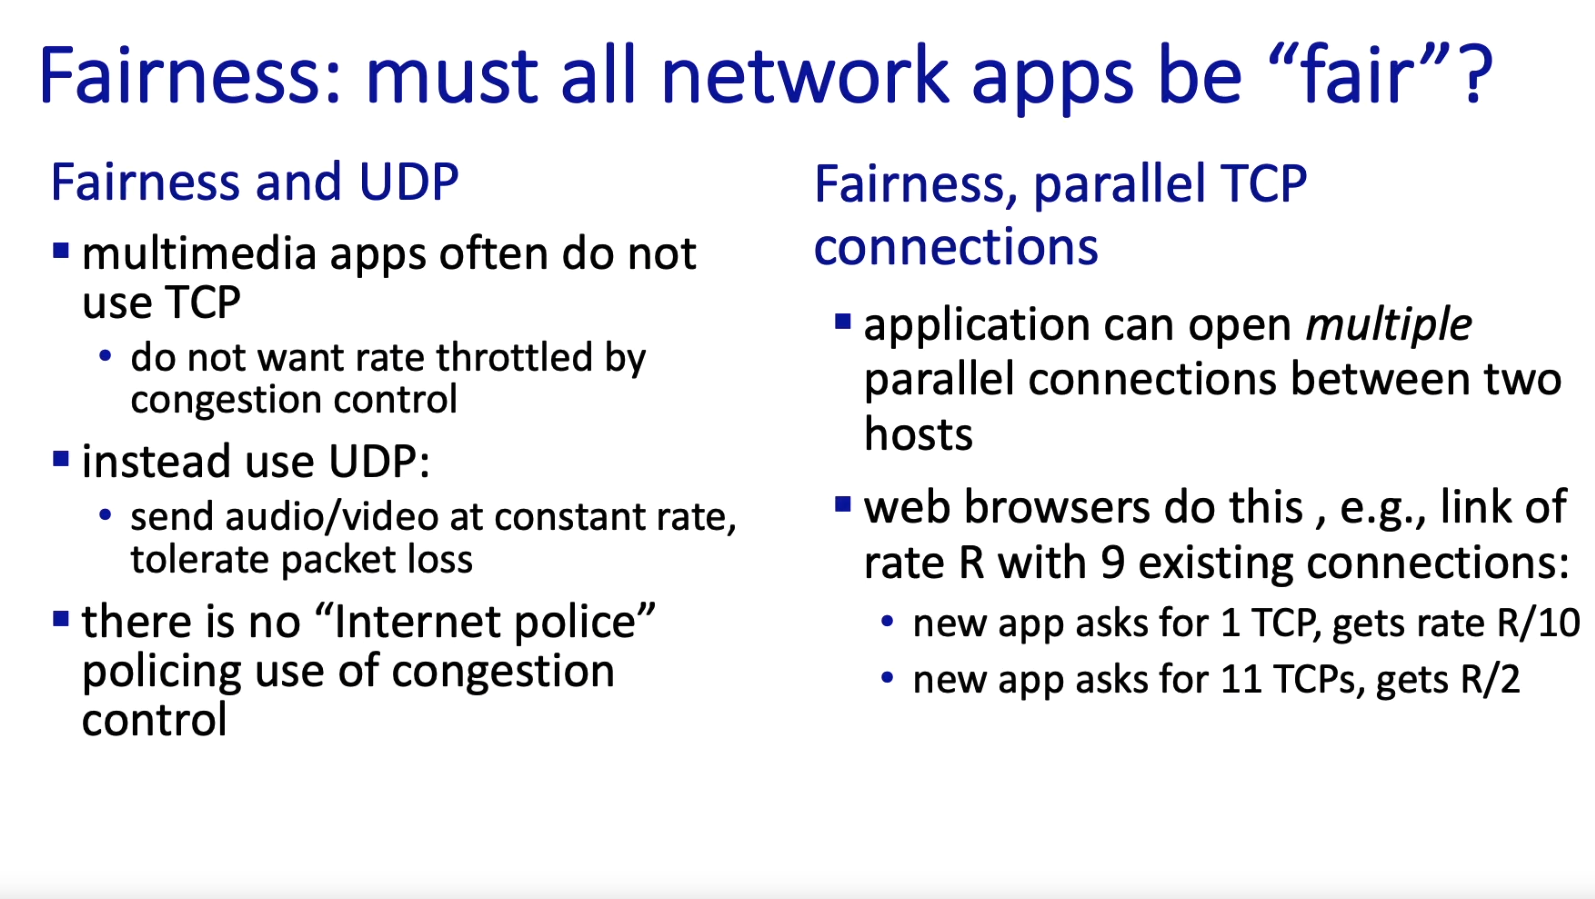 Fairness: must all network apps be “fair”?
Fairness and UDP
▪ multimedia apps often do not
use TCP
• do not want rate throttled by
congestion control
▪ instead use UDP:
• send audio/video at constant rate,
tolerate packet loss
▪ there is no “Internet police”
policing use of congestion
control
Fairness, parallel TCP
connections
▪ application can open multiple
parallel connections between two
hosts
▪ web browsers do this , e.g., link of
rate R with 9 existing connections:
• new app asks for 1 TCP, gets rate R/10
• new app asks for 11 TCPs, gets R/2